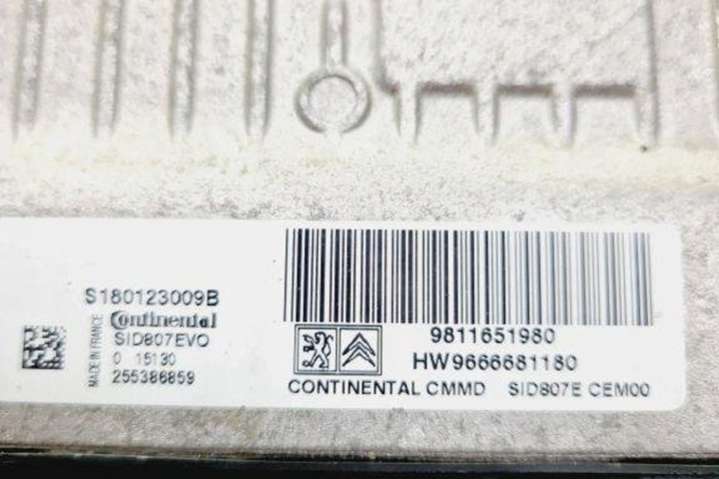 S180123009B
Continental
SID807EVO
0 15130
255386859
MADE IN FRANCE
9811651980
HW9666681180
CONTINENTAL CMMD SID807E CEM00